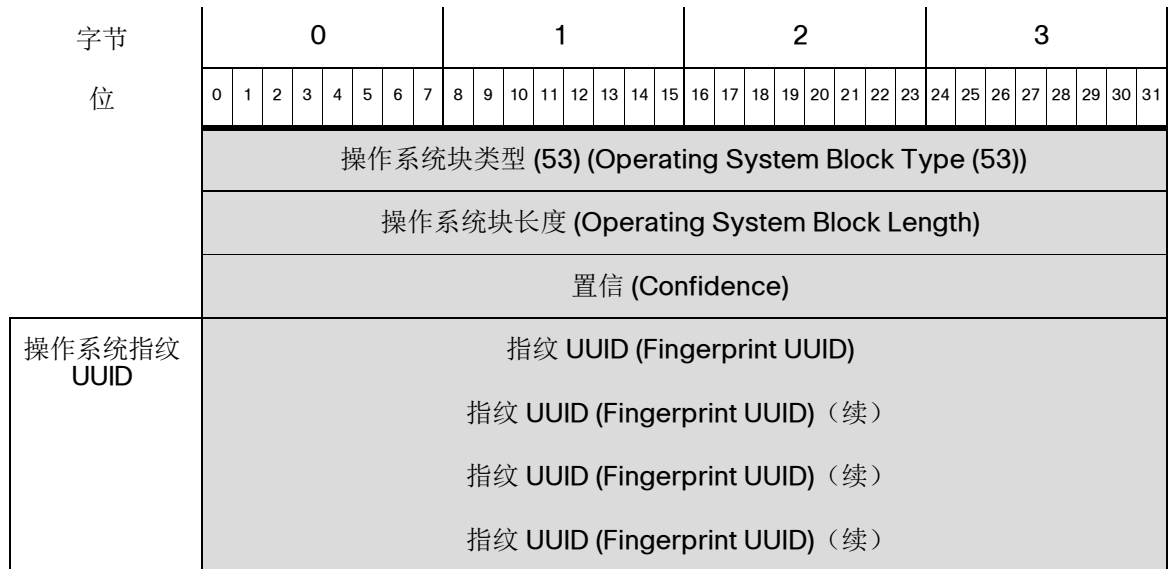 字节 0 1 2 3
位 0 1 2 3 4 5 6 7 8 9 10 11 12 13 14 15 16 17 18 19 20 21 22 23 24 25 26 27 28 29 30 31
操作系统块类型 (53) (Operating System Block Type (53))
操作系统块长度 (Operating System Block Length)
置信 (Confidence)
操作系统指纹
UUID
指纹 UUID (Fingerprint UUID)
指纹 UUID (Fingerprint UUID)（续）
指纹 UUID (Fingerprint UUID)（续）
指纹 UUID (Fingerprint UUID)（续）